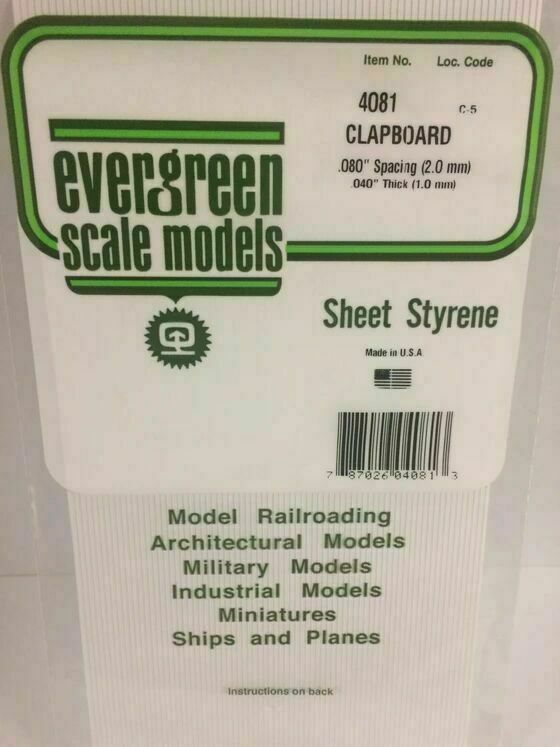 Item No. Loc. Code
4081 C-5
CLAPBOARD
.080" Spacing (2.0 mm)
.040" Thick (1.0 mm)
evergreen
scale models
Sheet Styrene
Made in U.S.A
7 87026 04081 3
Model Railroading
Architectural Models
Military Models
Industrial Models
Miniatures
Ships and Planes
Instructions on back